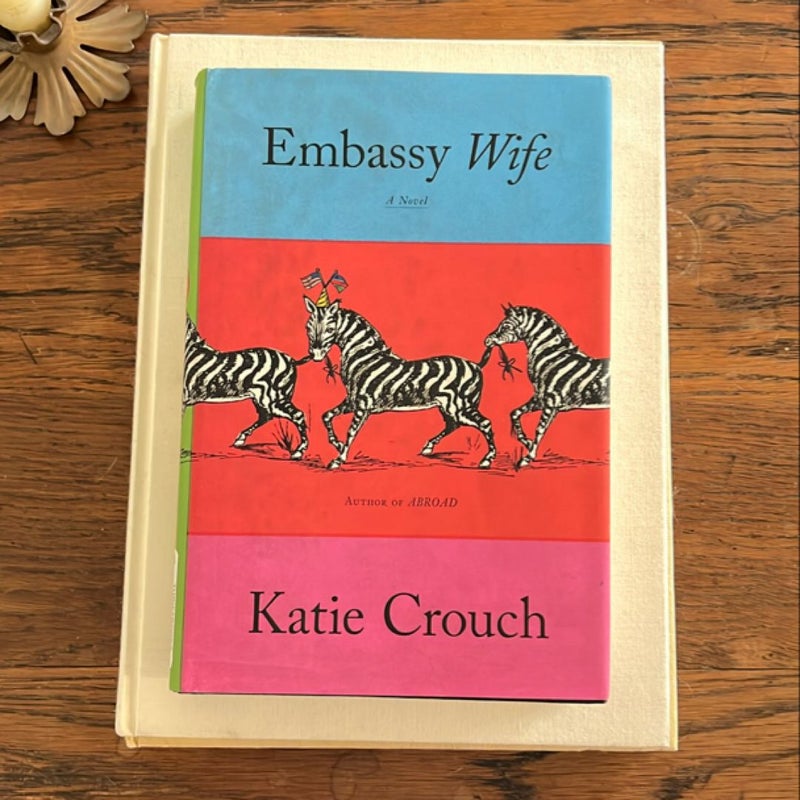 Embassy Wife
A Novel
AUTHOR OF ABROAD
Katie Crouch